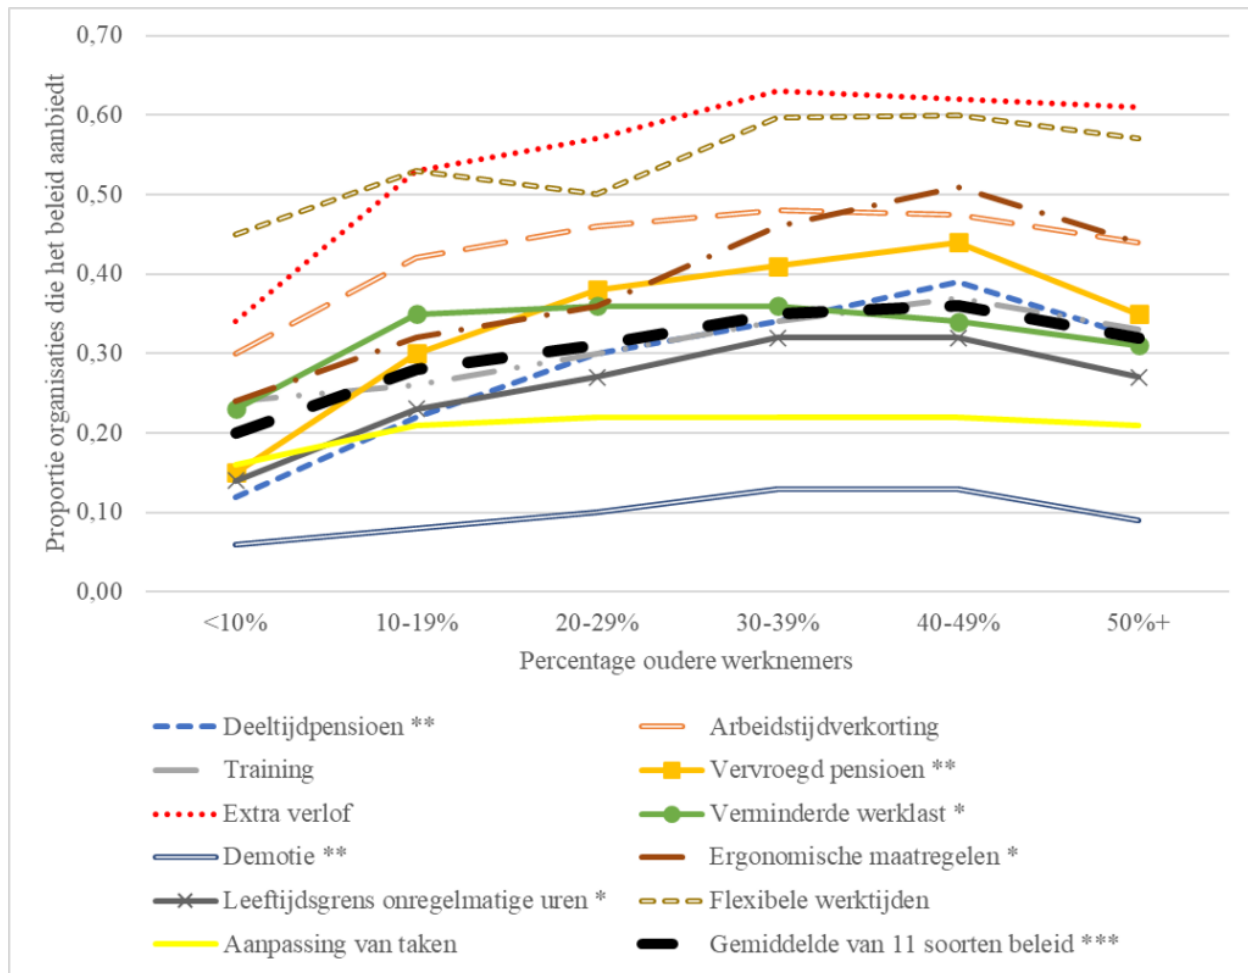 Proportie organisaties die het beleid aanbiedt
0,70
0,60
0,50
0,40
0,30
0,20
0,10
0,00
<10% 10-19% 20-29% 30-39% 40-49% 50%+
Percentage oudere werknemers
Deeltijdpensioen ** Arbeidstijdverkorting
Training Vervroegd pensioen **
Extra verlof Verminderde werklast *
Demotie ** Ergonomische maatregelen *
Leeftijdsgrens onregelmatige uren * Flexibele werktijden
Aanpassing van taken Gemiddelde van 11 soorten beleid ***